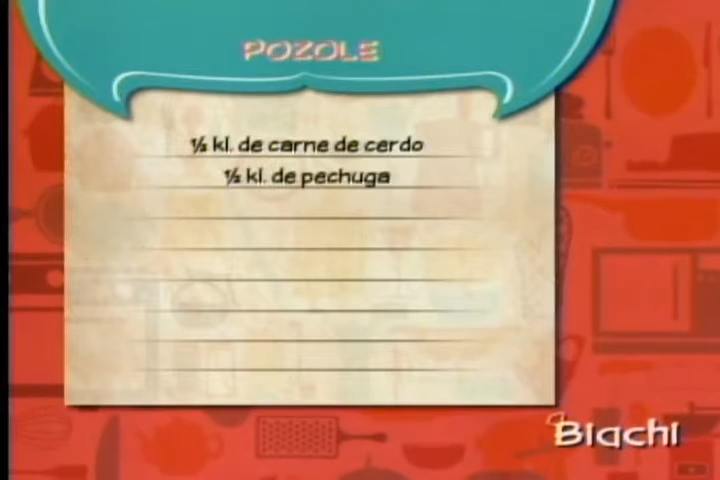 POZOLE
½ kl. de carne de cerdo
½ kl. de pechuga
Biachi